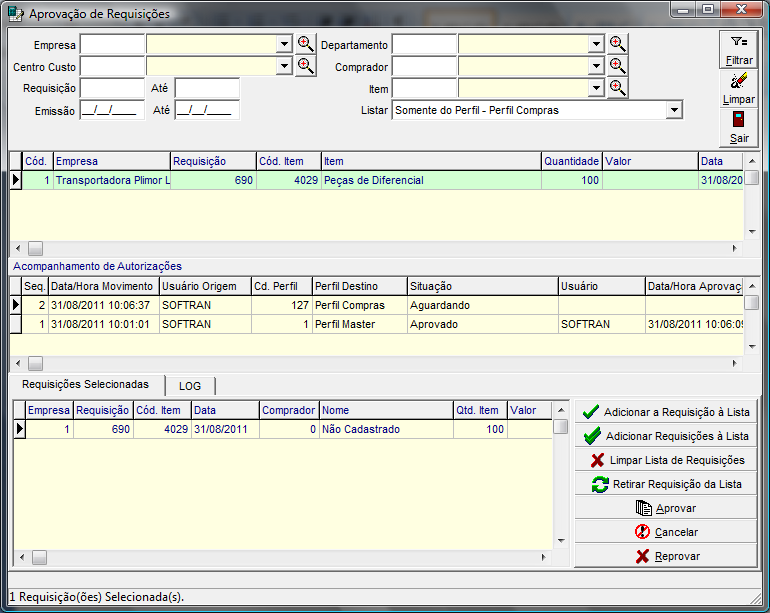 Aprovação de Requisições
Empresa
Departamento
Filtrar
Centro Custo
Comprador
Requisição Até
Item
Limpar
Emissão __/__/____ Até __/__/____
Listar Somente do Perfil - Perfil Compras
Sair
Cód. Empresa Requisição Cód. Item Item Quantidade Valor Data
1 Transportadora Plimor L 690 4029 Peças de Diferencial 100 31/08/20
Acompanhamento de Autorizações
Seq. Data/Hora Movimento Usuário Origem Cd. Perfil Perfil Destino Situação Usuário Data/Hora Aprovaç
2 31/08/2011 10:06:37 SOFTRAN 127 Perfil Compras Aguardando
1 31/08/2011 10:01:01 SOFTRAN 1 Perfil Master Aprovado SOFTRAN 31/08/2011 10:06:09
Requisições Selecionadas LOG
Empresa Requisição Cód. Item Data Comprador Nome Qtd. Item Valor
1 690 4029 31/08/2011 0 Não Cadastrado 100
Adicionar a Requisição à Lista
Adicionar Requisições à Lista
Limpar Lista de Requisições
Retirar Requisição da Lista
Aprovar
Cancelar
Reprovar
1 Requisição(ões) Selecionada(s).